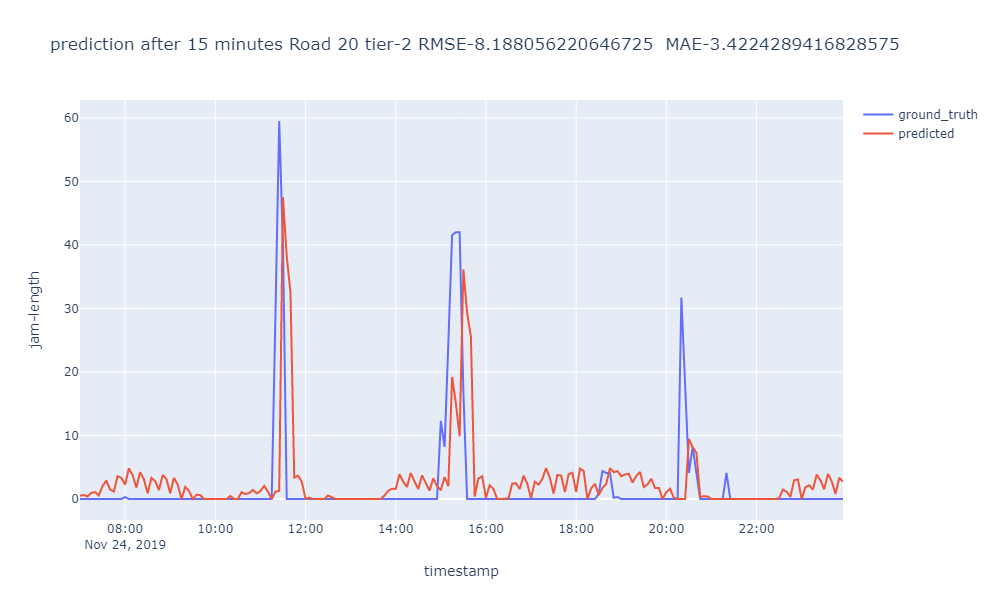 prediction after 15 minutes Road 20 tier-2 RMSE-8.188056220646725  MAE-3.4224289416828575
ground_truth
predicted
60
50
40
30
20
10
0
jam-length
08:00 10:00 12:00 14:00 16:00 18:00 20:00 22:00
Nov 24, 2019
timestamp